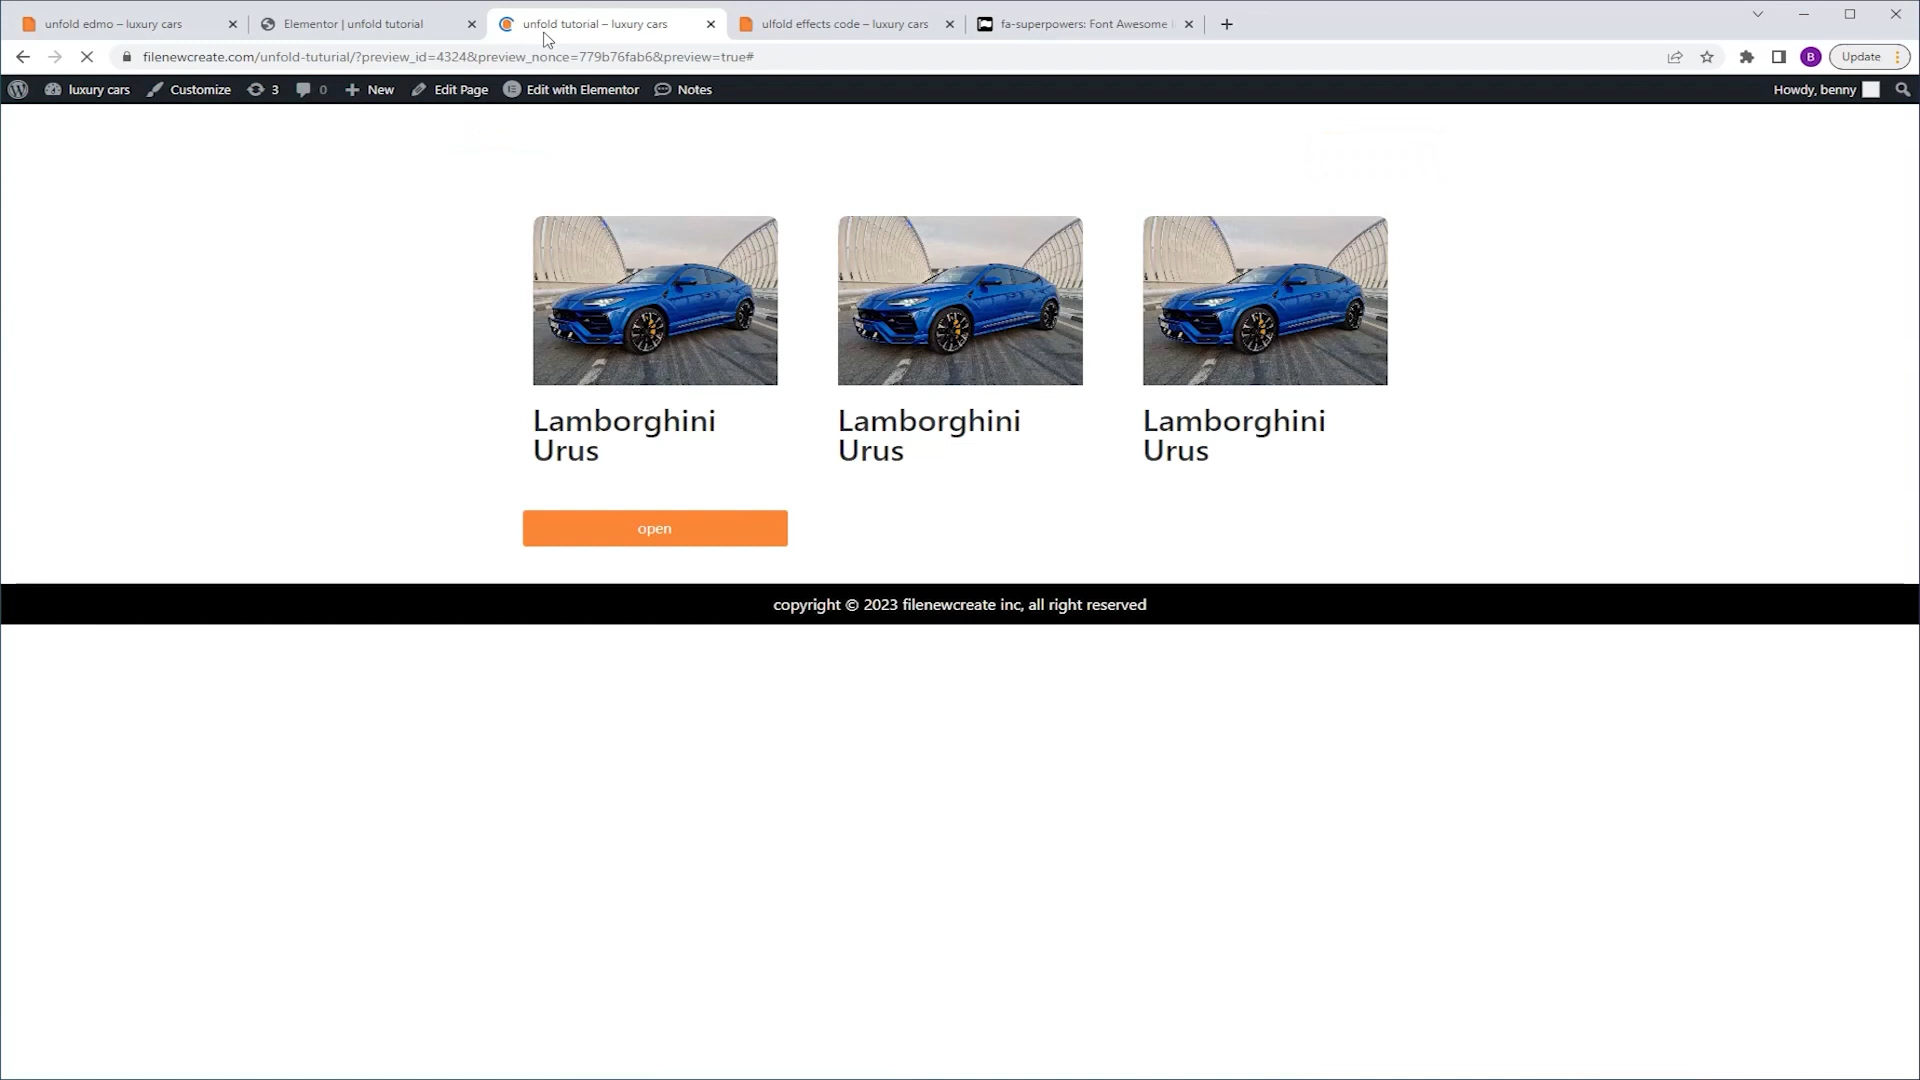 unfold edmo – luxury cars
Elementor | unfold tutorial
unfold tutorial – luxury cars
ulfold effects code – luxury cars
fa-superpowers: Font Awesome
filenewcreate.com/unfold-tuturial/?preview_id=4324&preview_nonce=779b76fab6&preview=true#
B
Update
luxury cars
Customize
3
0
New
Edit Page
Edit with Elementor
Notes
Howdy, benny
Lamborghini
Urus
Lamborghini
Urus
Lamborghini
Urus
open
copyright © 2023 filenewcreate inc, all right reserved